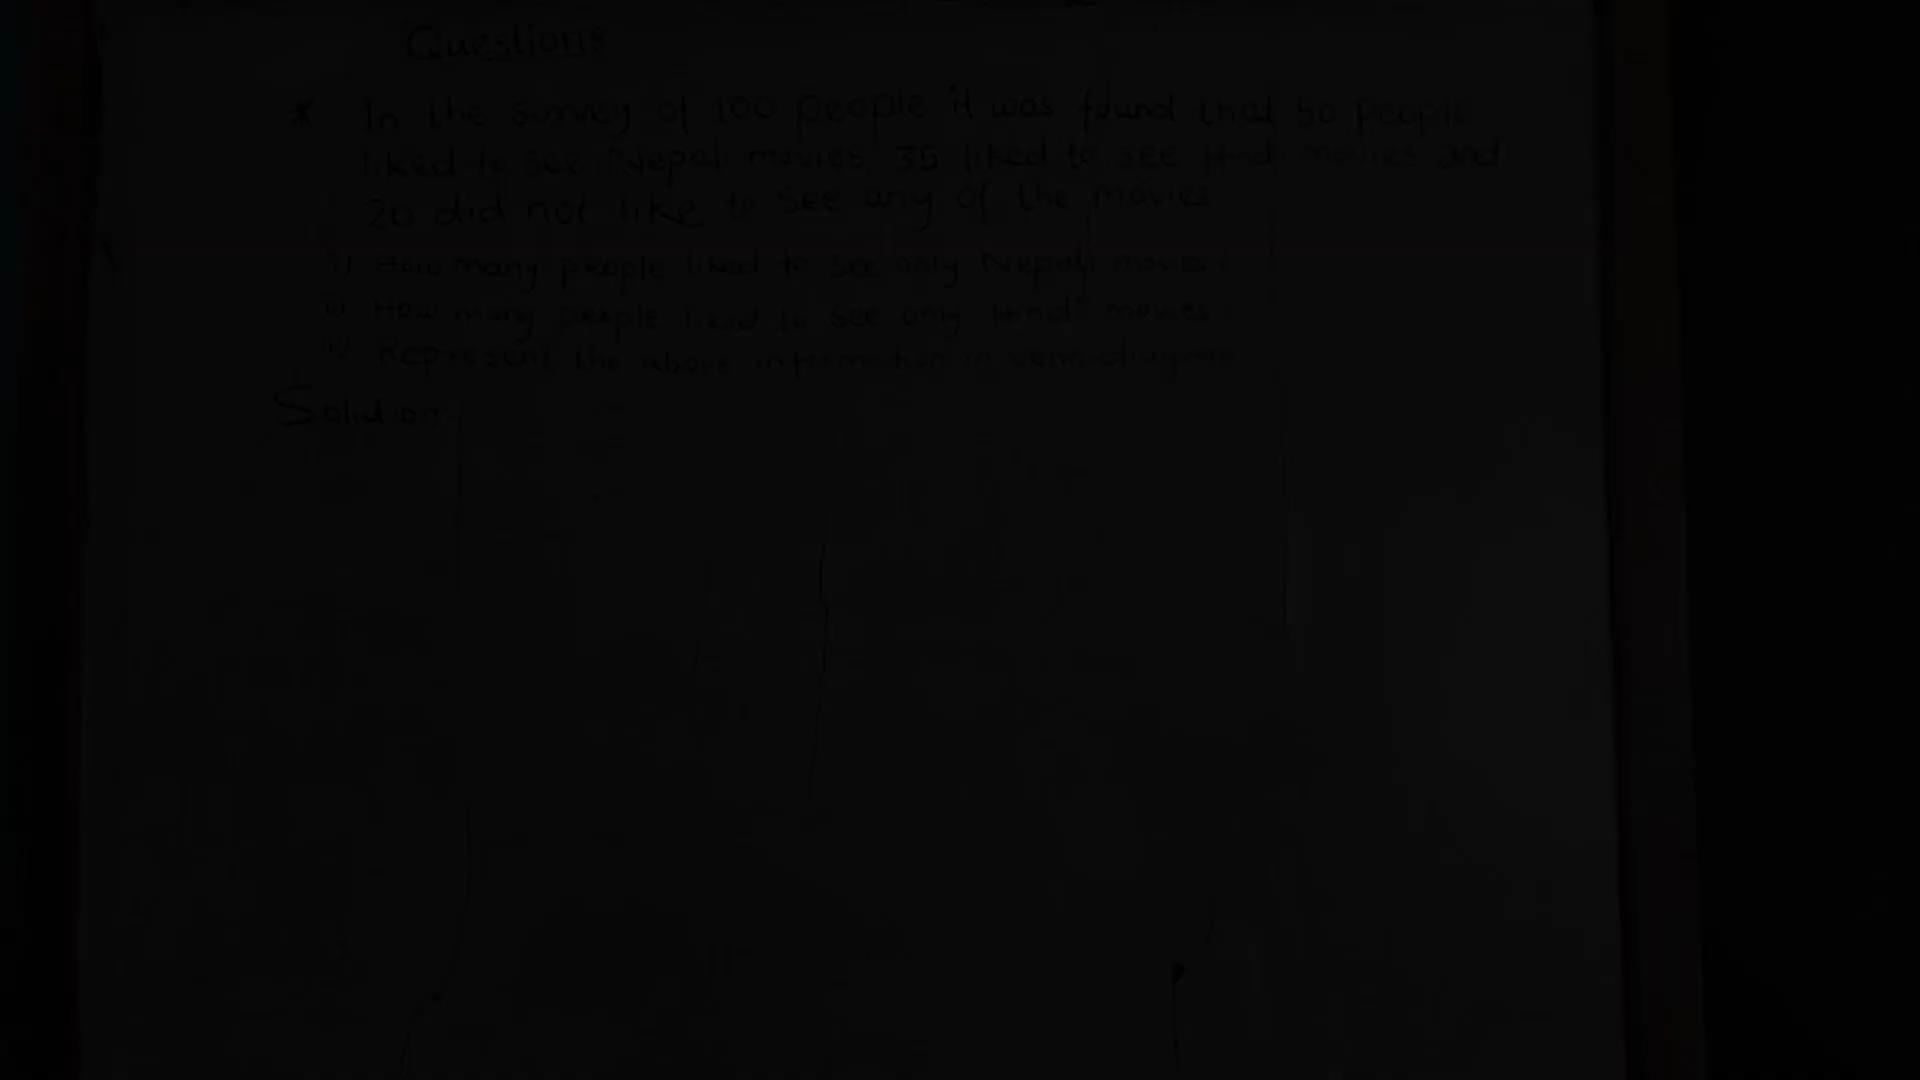 Questions
* In the survey of 100 people it was found that 50 people
liked to see Nepali movies, 35 liked to see Hindi movies and
20 did not like to see any of the movies
i) How many people liked to see only Nepali movies?
ii) How many people liked to see only Hindi movies
iii) Represent the above information in venn-diagram
Solution